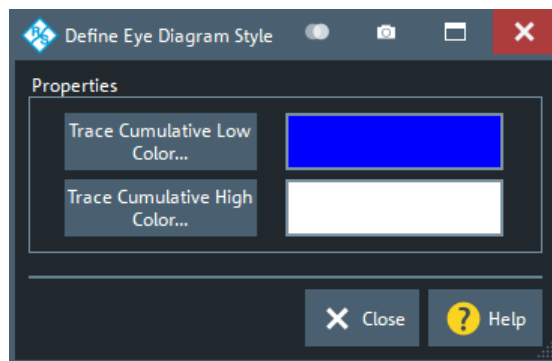 Define Eye Diagram Style
Properties
Trace Cumulative Low
Color...
Trace Cumulative High
Color...
Close
? Help